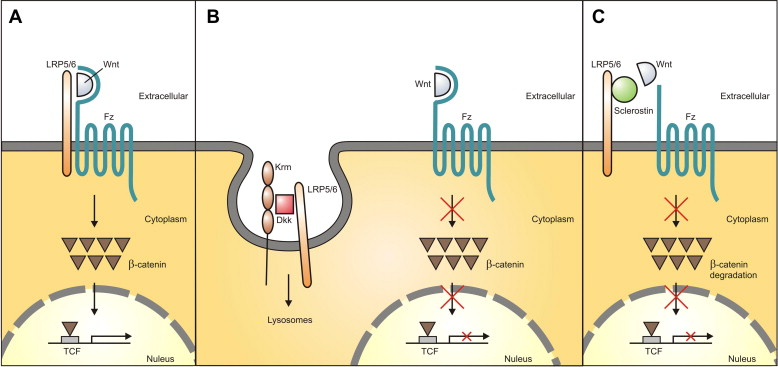 A
LRP5/6
Wnt
Extracellular
Fz
Cytoplasm
β-catenin
TCF
Nuleus
B
Wnt
Extracellular
Fz
Krm
LRP5/6
Dkk
Cytoplasm
β-catenin
Lysosomes
TCF
Nuleus
C
LRP5/6
Wnt
Sclerostin
Extracellular
Fz
Cytoplasm
β-catenin
degradation
TCF
Nuleus